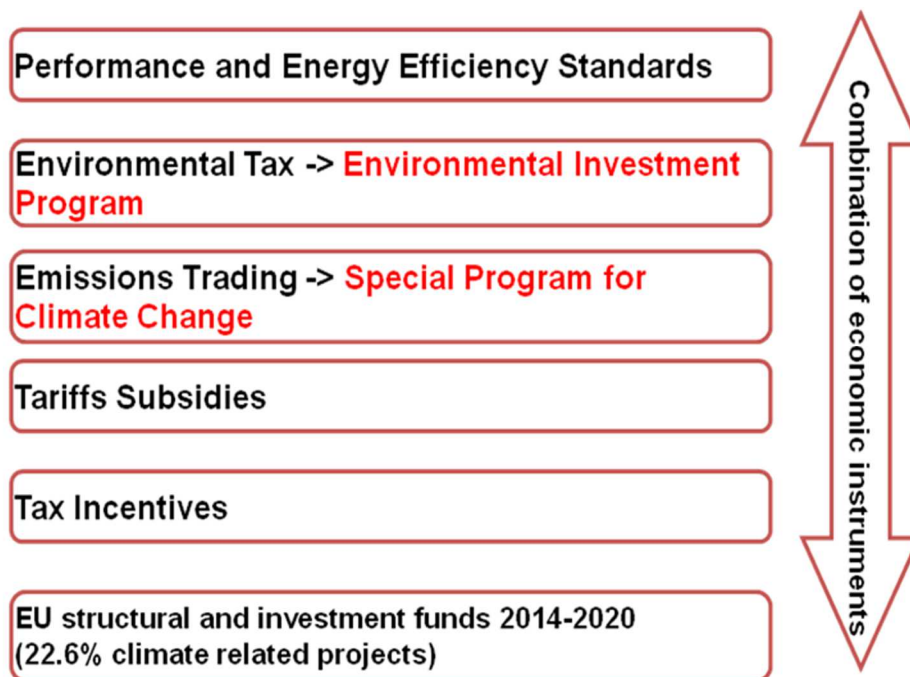 Performance and Energy Efficiency Standards
Environmental Tax -> Environmental Investment
Program
Emissions Trading -> Special Program for
Climate Change
Tariffs Subsidies
Tax Incentives
EU structural and investment funds 2014-2020
(22.6% climate related projects)
Combination of economic instruments